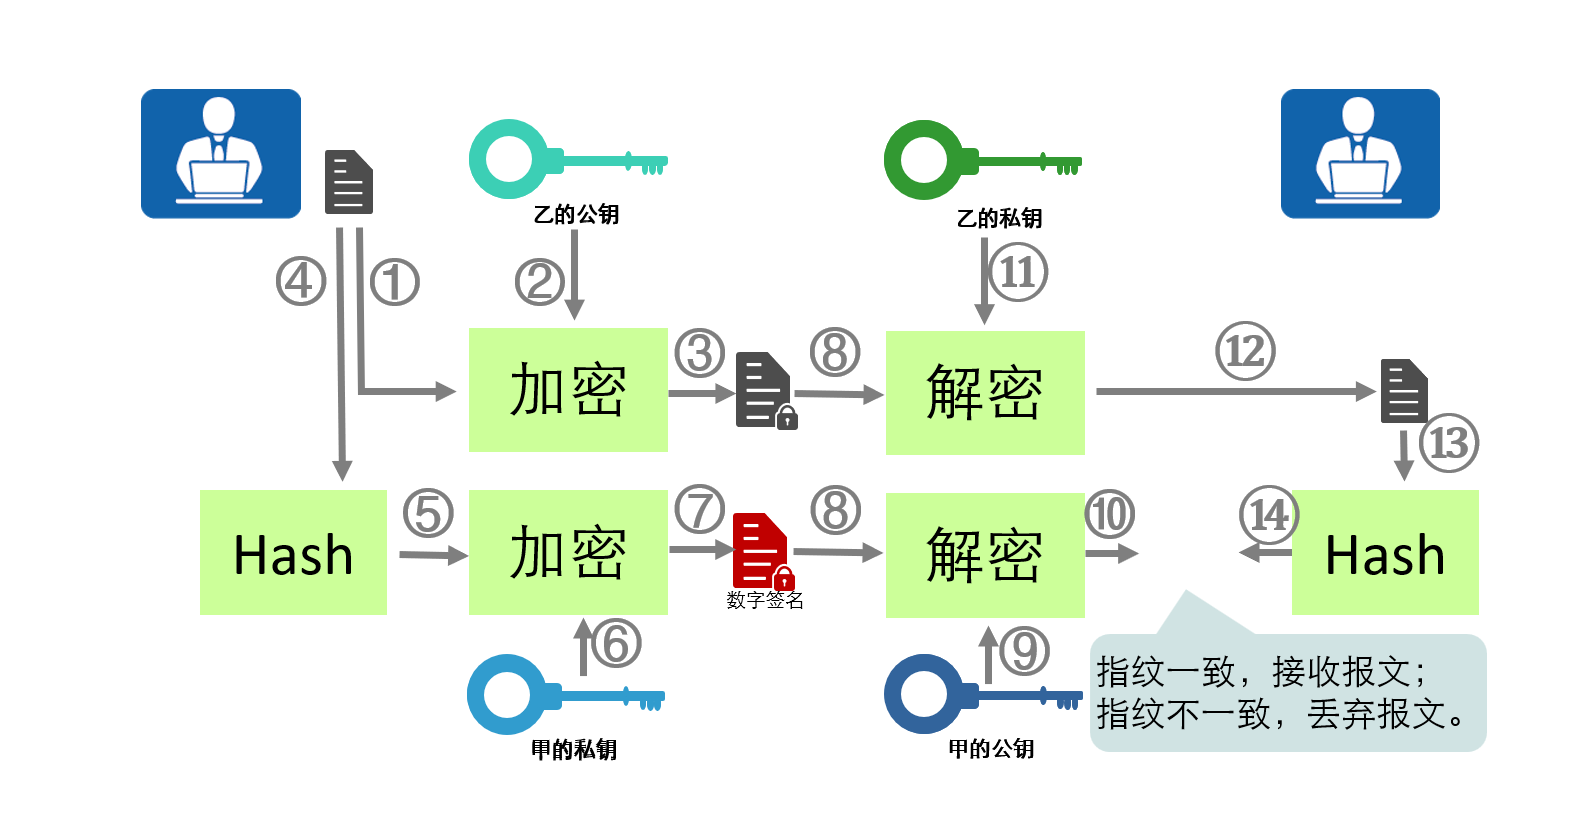 乙的公钥
乙的私钥
④
①
②
⑪
加密
③
⑧
解密
⑫
⑬
Hash
⑤
加密
⑦
数字签名
⑧
解密
⑩
⑭
Hash
⑥
⑨
甲的私钥
甲的公钥
指纹一致，接收报文；
指纹不一致，丢弃报文。